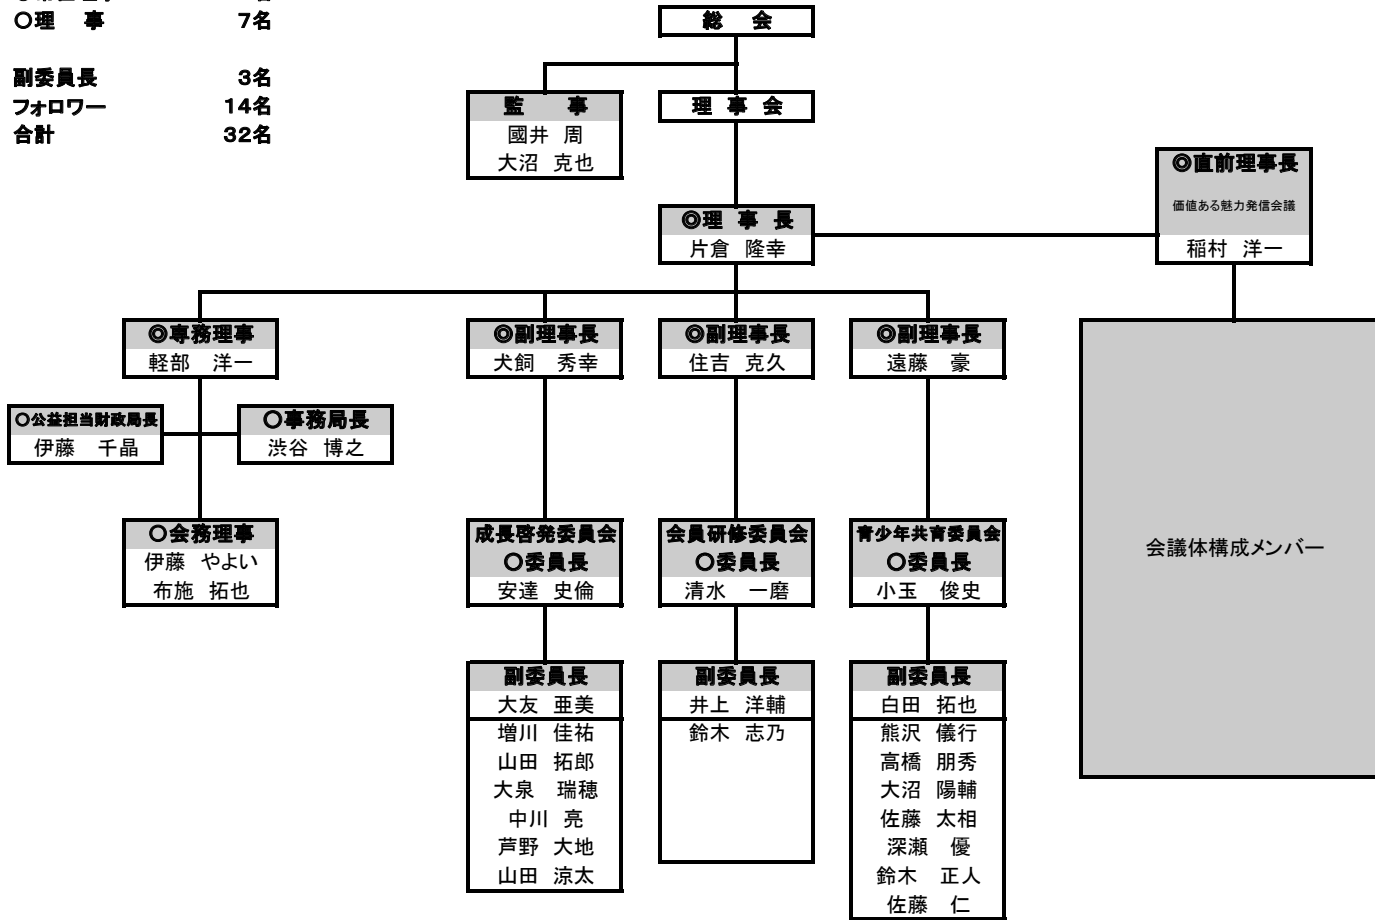 〇理　事　7名
副委員長　3名
フォロワー　14名
合計　32名
総　会
監　事
國井　周
大沼　克也
理 事 会
◎直前理事長
価値ある魅力発信会議
稲村　洋一
◎理 事 長
片倉　隆幸
◎専務理事
軽部　洋一
◎副理事長
犬飼　秀幸
◎副理事長
住吉　克久
◎副理事長
遠藤　豪
〇公益担当財政局長
伊藤　千晶
〇事務局長
渋谷　博之
〇会務理事
伊藤　やよい
布施　拓也
成長啓発委員会
〇委員長
安達　史倫
会員研修委員会
〇委員長
清水　一磨
青少年共育委員会
〇委員長
小玉　俊史
会議体構成メンバー
副委員長
大友　亜美
増川　佳祐
山田　拓郎
大泉　瑞穂
中川　亮
芦野　大地
山田　涼太
副委員長
井上　洋輔
鈴木　志乃
副委員長
白田　拓也
熊沢　儀行
高橋　朋秀
大沼　陽輔
佐藤　太相
深瀬　優
鈴木　正人
佐藤　仁